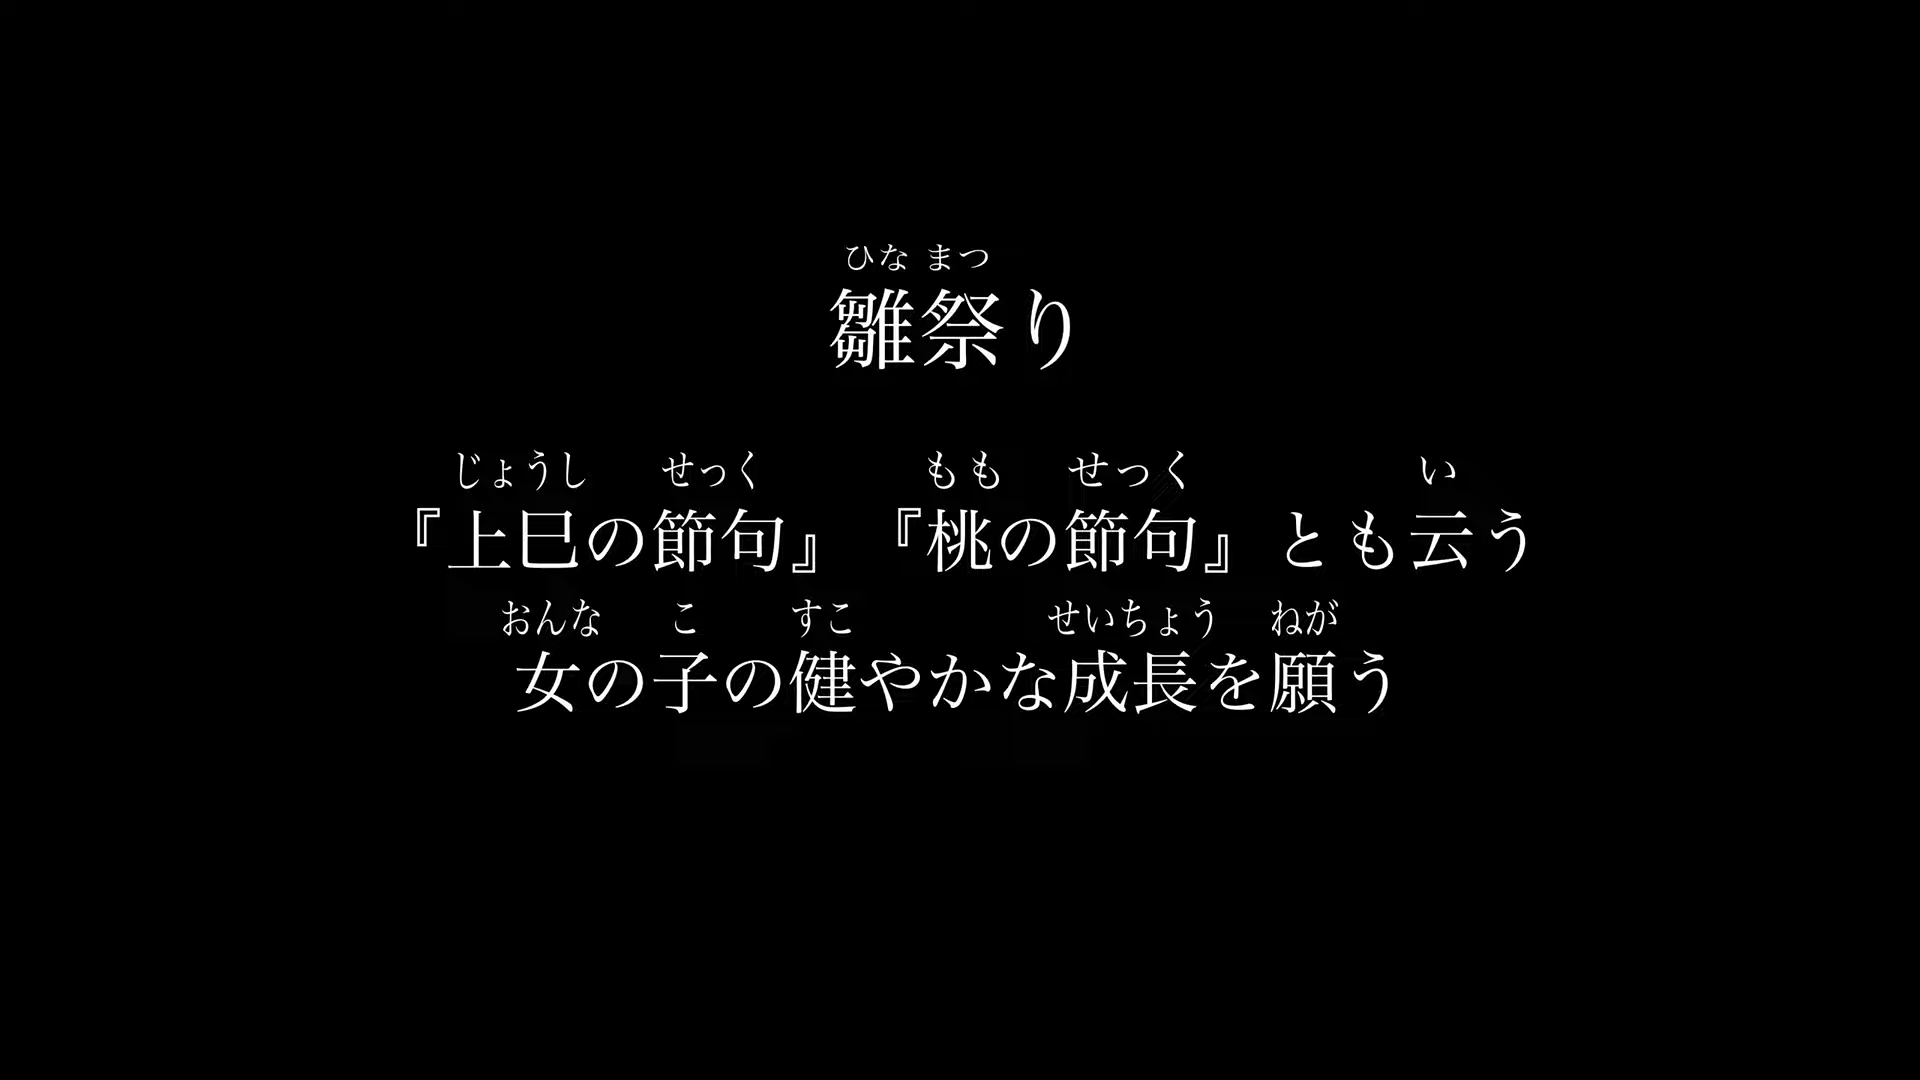 ひな まつ
雛祭り
じょうし せっく もも せっく い
『上巳の節句』『桃の節句』とも云う
おんな こ すこ せいちょう ねが
女の子の健やかな成長を願う